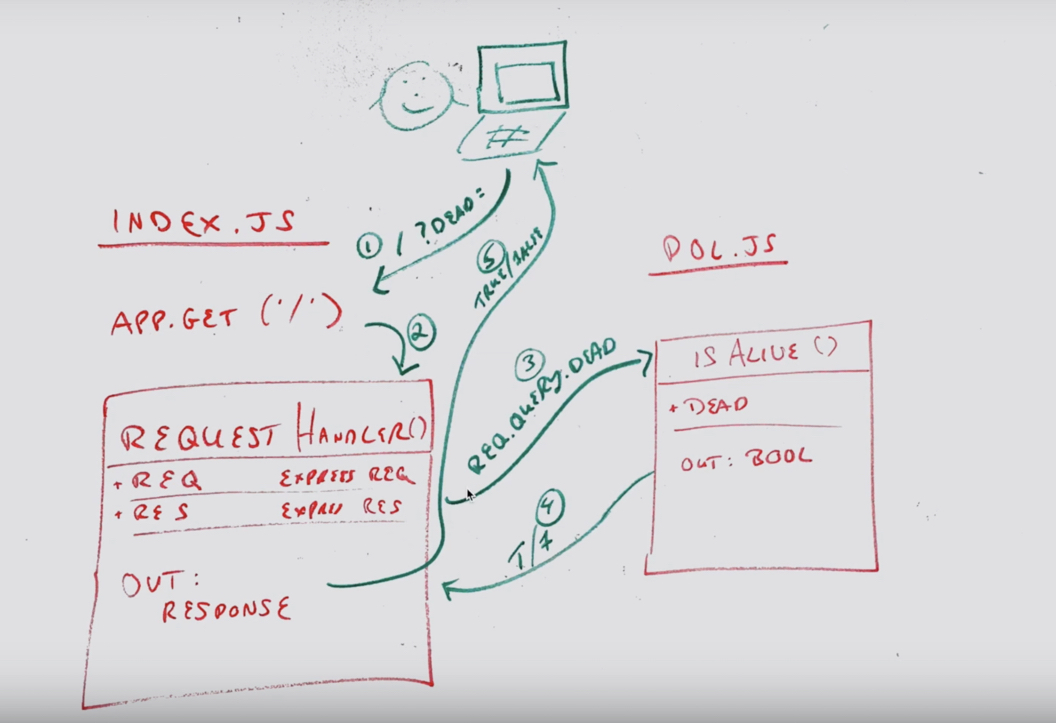 INDEX.JS
① / ?DEAD=
⑤ TRUE/FALSE
DOL.JS
APP.GET ('/')
②
③ REQ.QUERY.DEAD
IS ALIVE ()
+ DEAD
OUT: BOOL
REQUEST HANDLER()
+ REQ EXPRESS REQ
+ RES EXPRESS RES
④ T/F
OUT:
RESPONSE